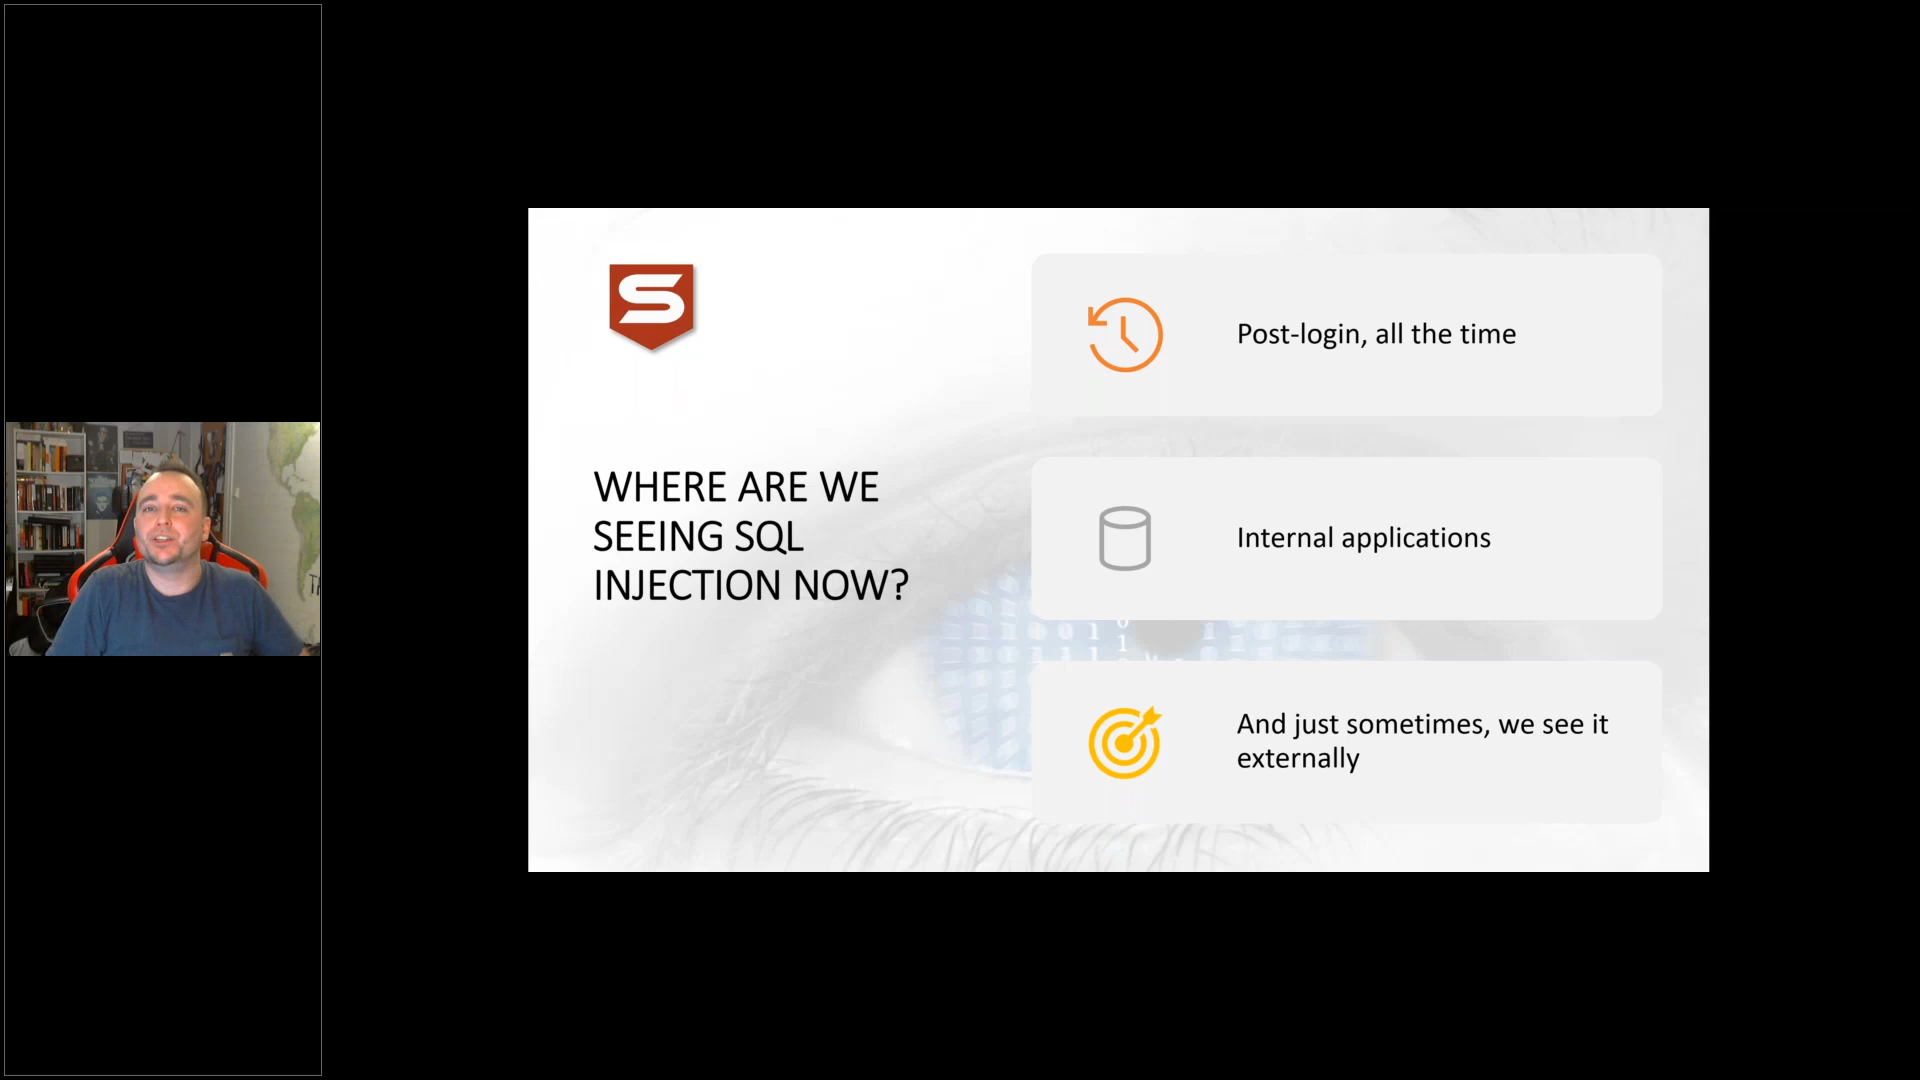 S
WHERE ARE WE
SEEING SQL
INJECTION NOW?
Post-login, all the time
Internal applications
And just sometimes, we see it
externally